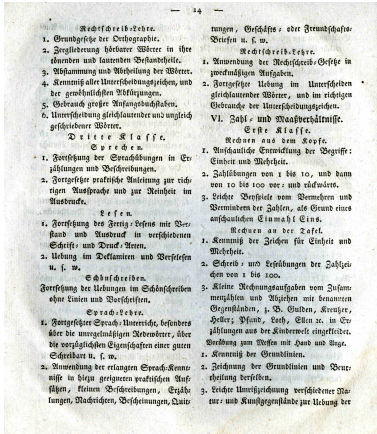 — 14 —
Rechtschreib-Lehre.
1. Grundgesetze der Orthographie.
2. Zergliederung hörbarer Wörter in ihre
tönenden und lautenden Bestandtheile.
3. Abstammung und Abtheilung der Wörter.
4. Kenntniß aller Unterscheidungszeichen, und
der gewöhnlichsten Abkürzungen.
5. Gebrauch großer Anfangsbuchstaben.
6. Unterscheidung gleichlautender und ungleich
geschriebener Wörter.
Dritte Klasse.
Sprechen.
1. Fortsetzung der Sprachübungen in Er-
zählungen und Beschreibungen.
2. Fortgesetzte praktische Anleitung zur rich-
tigen Aussprache und zur Reinheit im
Ausdrucke.
Lesen.
1. Fortsetzung des Fertig-Lesens mit Ver-
stand und Ausdruck in verschiedenen
Schrift- und Druck-Arten.
2. Uebung im Deklamiren und Verselesen
u. s. w.
Schönschreiben.
Fortsetzung der Uebungen im Schönschreiben
ohne Linien und Vorschriften.
Sprach-Lehre.
1. Fortgesetzter Sprach-Unterricht, besonders
über die unregelmäßigen Redewörter, über
die vorzüglichsten Eigenschaften einer guten
Schreibart u. s. w.
2. Anwendung der erlangten Sprach-Kennt-
nisse in hiezu geeigneten praktischen Auf-
sätzen, kleinen Beschreibungen, Erzäh-
lungen, Nachrichten, Bescheinungen, Quit-
tungen, Geschäfts- oder Freundschafts-
Briefen u. s. w.
Rechtschreib-Lehre.
1. Anwendung der Rechtschreib-Gesetze in
zweckmäßigen Aufgaben.
2. Fortgesetzte Uebung im Unterscheiden
gleichlautender Wörter, und im richtigen
Gebrauche der Unterscheidungszeichen.
VI. Zahl- und Maaßverhältnisse.
Erste Klasse.
Rechnen aus dem Kopfe.
1. Anschauliche Entwicklung der Begriffe:
Einheit und Mehrheit.
2. Zahlübungen von 1 bis 10, und dann
von 10 bis 100 vor- und rückwärts.
3. Leichte Beyspiele vom Vermehren und
Vermindern der Zahlen, als Grund eines
anschaulichen Einmahl Eins.
Rechnen an der Tafel.
1. Kenntniß der Zeichen für Einheit und
Mehrheit.
2. Schreib- und Leseübungen der Zahlzei-
chen von 1 bis 100.
3. Kleine Rechnungsaufgaben vom Zusam-
menzählen und Abziehen mit benannten
Gegenständen, z. B. Gulden, Kreutzer,
Heller; Pfund, Loth, Ellen ꝛc. in Er-
zählungen aus der Kinderwelt eingekleidet.
Vorübung zum Messen mit Hand und Auge.
1. Kenntniß der Grundlinien.
2. Zeichnung der Grundlinien und Beur-
theilung derselben.
3. Leichte Umrißzeichnung verschiedener Na-
tur- und Kunstgegenstände zur Uebung der